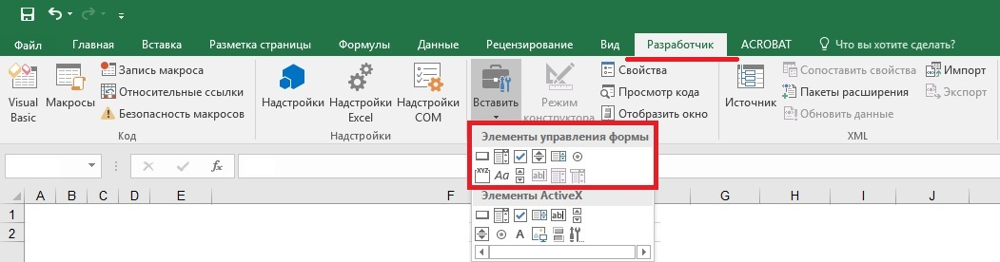 Файл Главная Вставка Разметка страницы Формулы Данные Рецензирование Вид Разработчик ACROBAT Что вы хотите сделать?
Visual Basic
Макросы
Запись макроса
Относительные ссылки
Безопасность макросов
Код
Надстройки
Надстройки Excel
Надстройки COM
Надстройки
Вставить
Режим конструктора
Свойства
Просмотр кода
Отобразить окно
Источник
Сопоставить свойства
Пакеты расширения
Обновить данные
Импорт
Экспорт
XML
Элементы управления формы
XYZ Aa ab|
Элементы ActiveX
ab|
A
fx
A B C D E F G H I J
1
2